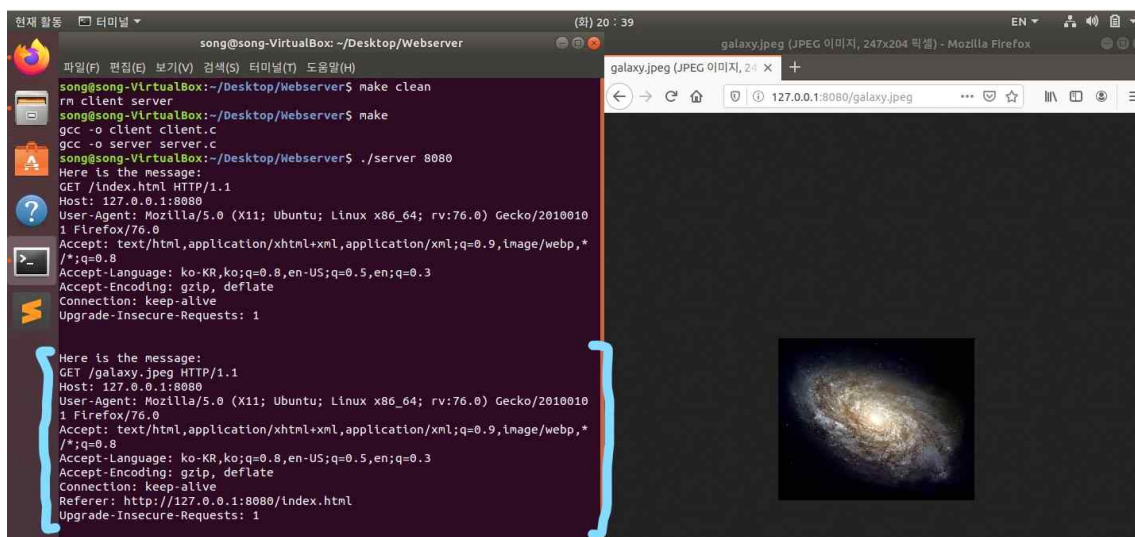 현재 활동
터미널
(화) 20 : 39
EN
song@song-VirtualBox: ~/Desktop/Webserver
파일(F) 편집(E) 보기(V) 검색(S) 터미널(T) 도움말(H)
song@song-VirtualBox:~/Desktop/Webserver$ make clean
rm client server
song@song-VirtualBox:~/Desktop/Webserver$ make
gcc -o client client.c
gcc -o server server.c
song@song-VirtualBox:~/Desktop/Webserver$ ./server 8080
Here is the message:
GET /index.html HTTP/1.1
Host: 127.0.0.1:8080
User-Agent: Mozilla/5.0 (X11; Ubuntu; Linux x86_64; rv:76.0) Gecko/2010010
1 Firefox/76.0
Accept: text/html,application/xhtml+xml,application/xml;q=0.9,image/webp,*
/*;q=0.8
Accept-Language: ko-KR,ko;q=0.8,en-US;q=0.5,en;q=0.3
Accept-Encoding: gzip, deflate
Connection: keep-alive
Upgrade-Insecure-Requests: 1
Here is the message:
GET /galaxy.jpeg HTTP/1.1
Host: 127.0.0.1:8080
User-Agent: Mozilla/5.0 (X11; Ubuntu; Linux x86_64; rv:76.0) Gecko/2010010
1 Firefox/76.0
Accept: text/html,application/xhtml+xml,application/xml;q=0.9,image/webp,*
/*;q=0.8
Accept-Language: ko-KR,ko;q=0.8,en-US;q=0.5,en;q=0.3
Accept-Encoding: gzip, deflate
Connection: keep-alive
Referer: http://127.0.0.1:8080/index.html
Upgrade-Insecure-Requests: 1
galaxy.jpeg (JPEG 이미지, 247x204 픽셀) - Mozilla Firefox
galaxy.jpeg (JPEG 이미지, 24
127.0.0.1:8080/galaxy.jpeg